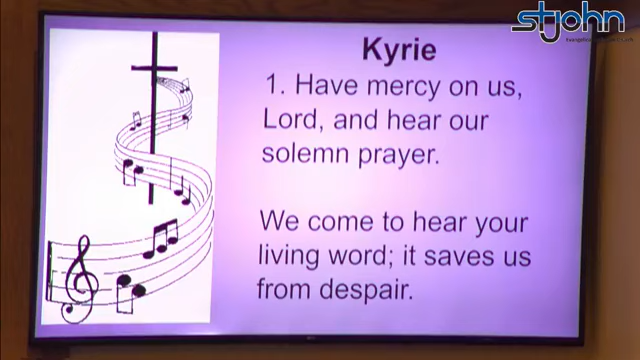 stjohn
Kyrie
1. Have mercy on us,
Lord, and hear our
solemn prayer.
We come to hear your
living word; it saves us
from despair.